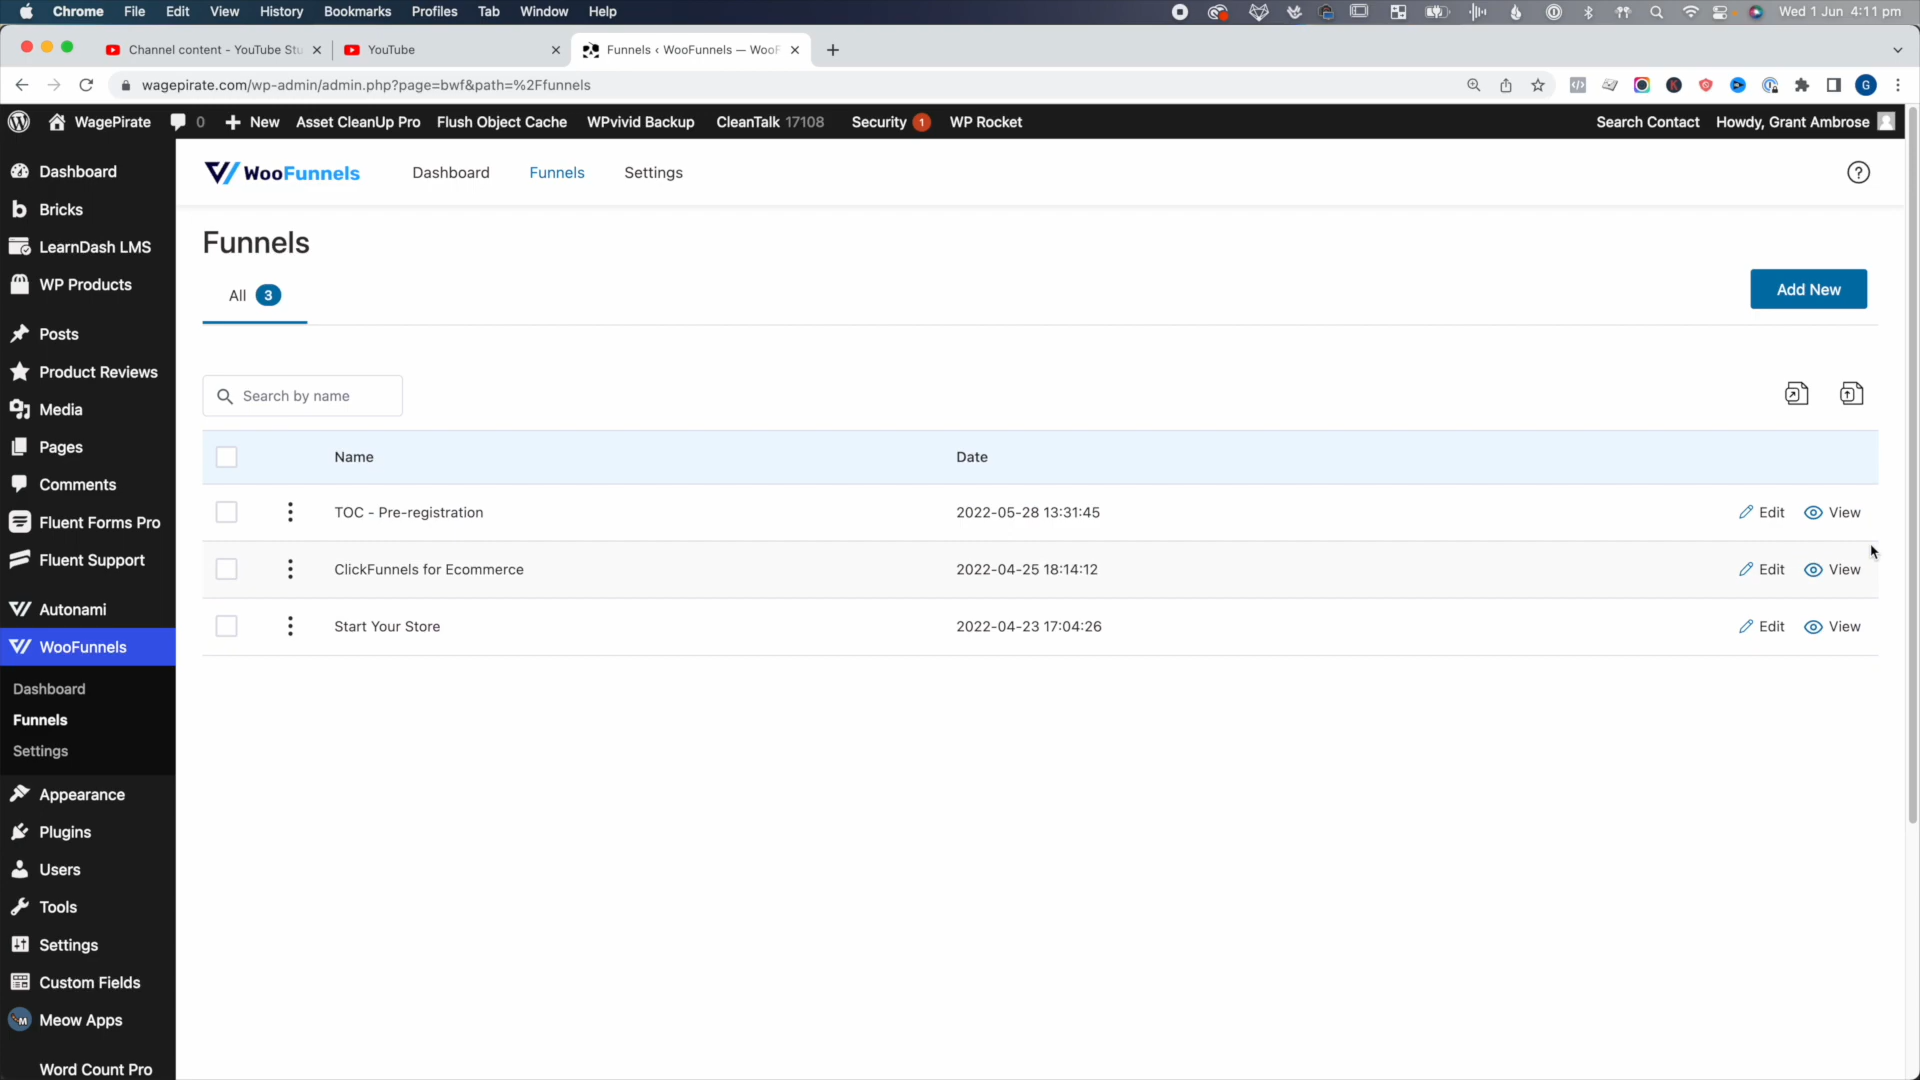 Chrome File Edit View History Bookmarks Profiles Tab Window Help Wed 1 Jun 4:11 pm
Channel content - YouTube Stu YouTube Funnels ‹ WooFunnels — WooF
wagepirate.com/wp-admin/admin.php?page=bwf&path=%2Ffunnels G
WagePirate 0 New Asset CleanUp Pro Flush Object Cache WPvivid Backup CleanTalk 17108 Security 1 WP Rocket Search Contact Howdy, Grant Ambrose
Dashboard
Bricks
LearnDash LMS
WP Products
Posts
Product Reviews
Media
Pages
Comments
Fluent Forms Pro
Fluent Support
Autonami
WooFunnels
Dashboard
Funnels
Settings
Appearance
Plugins
Users
Tools
Settings
Custom Fields
Meow Apps
Word Count Pro
WooFunnels Dashboard Funnels Settings ?
Funnels
All 3
Add New
Search by name
Name Date
TOC - Pre-registration 2022-05-28 13:31:45 Edit View
ClickFunnels for Ecommerce 2022-04-25 18:14:12 Edit View
Start Your Store 2022-04-23 17:04:26 Edit View